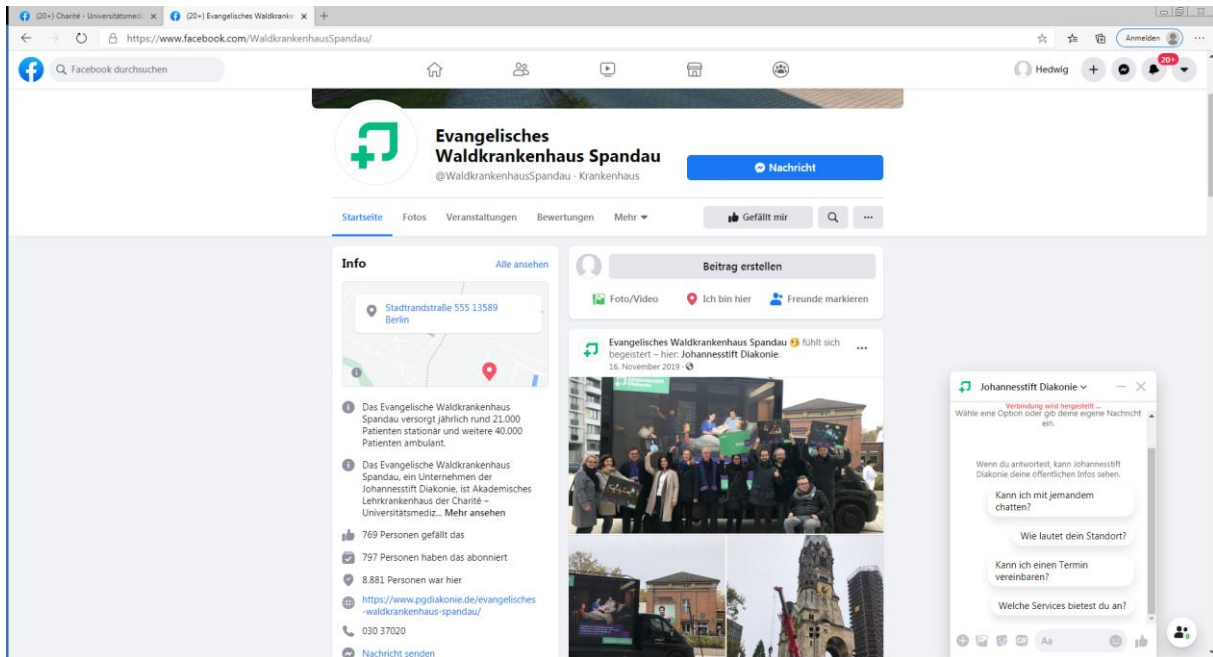 (20+) Charité - Universitätsmedi
(20+) Evangelisches Waldkranke
https://www.facebook.com/WaldkrankenhausSpandau/
Anmelden
Facebook durchsuchen
Hedwig
20+
Evangelisches
Waldkrankenhaus Spandau
@WaldkrankenhausSpandau · Krankenhaus
Nachricht
Startseite Fotos Veranstaltungen Bewertungen Mehr
Gefällt mir
Info
Alle ansehen
Stadtrandstraße 555 13589
Berlin
Das Evangelische Waldkrankenhaus
Spandau versorgt jährlich rund 21.000
Patienten stationär und weitere 40.000
Patienten ambulant.
Das Evangelische Waldkrankenhaus
Spandau, ein Unternehmen der
Johannesstift Diakonie, ist Akademisches
Lehrkrankenhaus der Charité –
Universitätsmediz... Mehr ansehen
769 Personen gefällt das
797 Personen haben das abonniert
8.881 Personen war hier
https://www.pgdiakonie.de/evangelisches
-waldkrankenhaus-spandau/
030 37020
Nachricht senden
Beitrag erstellen
Foto/Video
Ich bin hier
Freunde markieren
Evangelisches Waldkrankenhaus Spandau fühlt sich
begeistert – hier: Johannesstift Diakonie.
16. November 2019 ·
Johannesstift Diakonie
Verbindung wird hergestellt ...
Wähle eine Option oder gib deine eigene Nachricht
ein.
Wenn du antwortest, kann Johannesstift
Diakonie deine öffentlichen Infos sehen.
Kann ich mit jemandem
chatten?
Wie lautet dein Standort?
Kann ich einen Termin
vereinbaren?
Welche Services bietest du an?
GIF
Aa